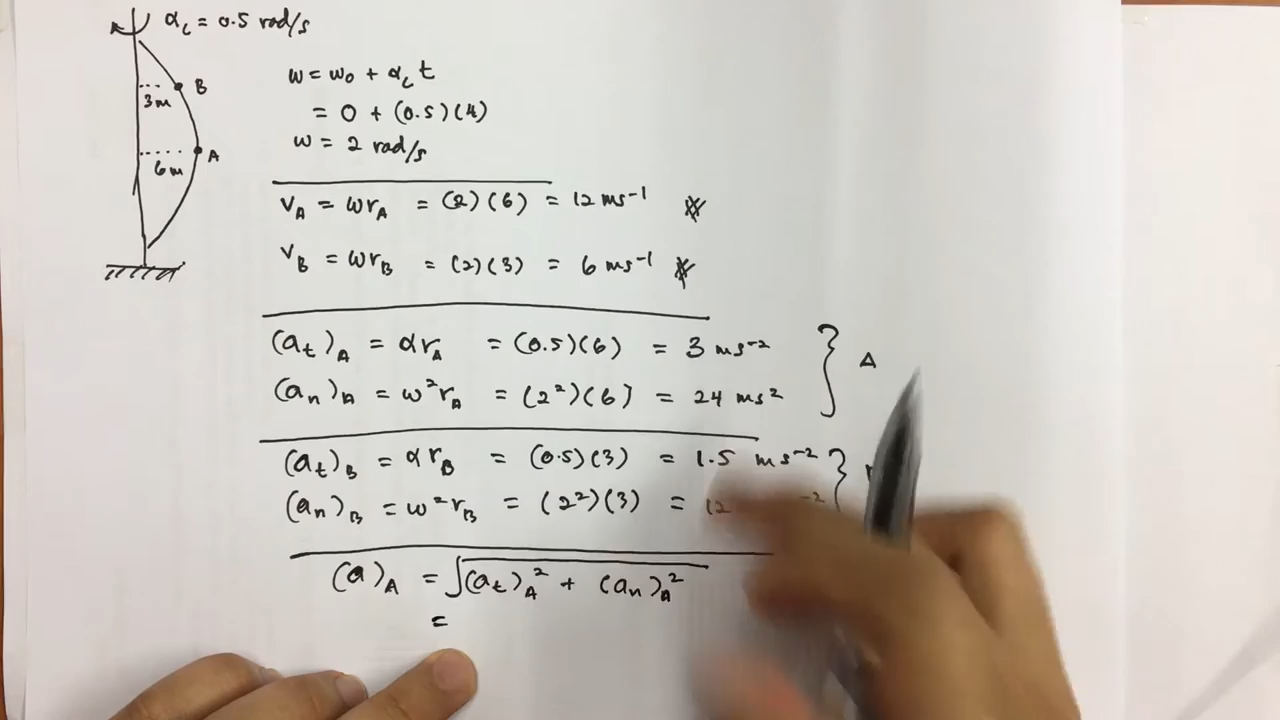 α_c = 0.5 rad/s
B
3m
A
6m
ω = ω₀ + α_c t
= 0 + (0.5)(4)
ω = 2 rad/s
v_A = ωr_A = (2)(6) = 12 ms⁻¹
v_B = ωr_B = (2)(3) = 6 ms⁻¹
(a_t)_A = αr_A = (0.5)(6) = 3 ms⁻²
(a_n)_A = ω²r_A = (2²)(6) = 24 ms² } A
(a_t)_B = αr_B = (0.5)(3) = 1.5 ms⁻²
(a_n)_B = ω²r_B = (2²)(3) = 12 ⁻² }
(a)_A = √((a_t)_A² + (a_n)_A²)
=